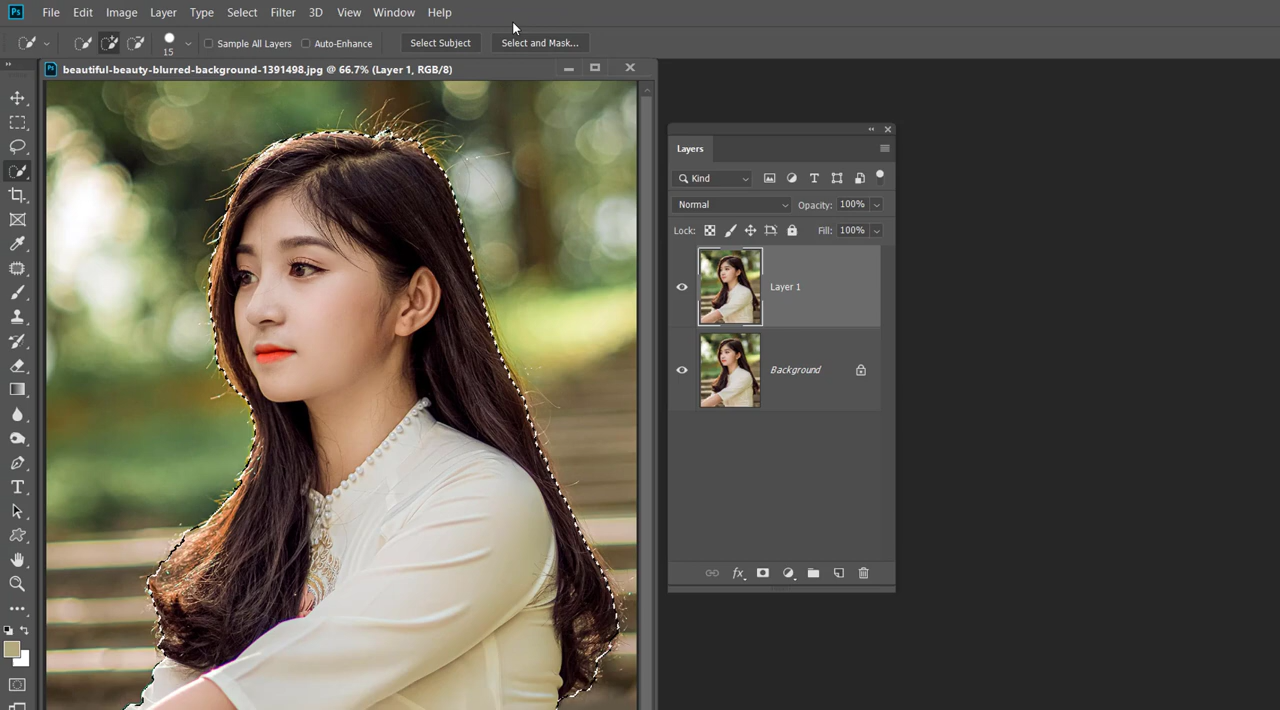 Ps File Edit Image Layer Type Select Filter 3D View Window Help
15 Sample All Layers Auto-Enhance Select Subject Select and Mask...
Ps beautiful-beauty-blurred-background-1391498.jpg @ 66.7% (Layer 1, RGB/8)
Layers
Kind
Normal Opacity: 100%
Lock: Fill: 100%
Layer 1
Background
fx